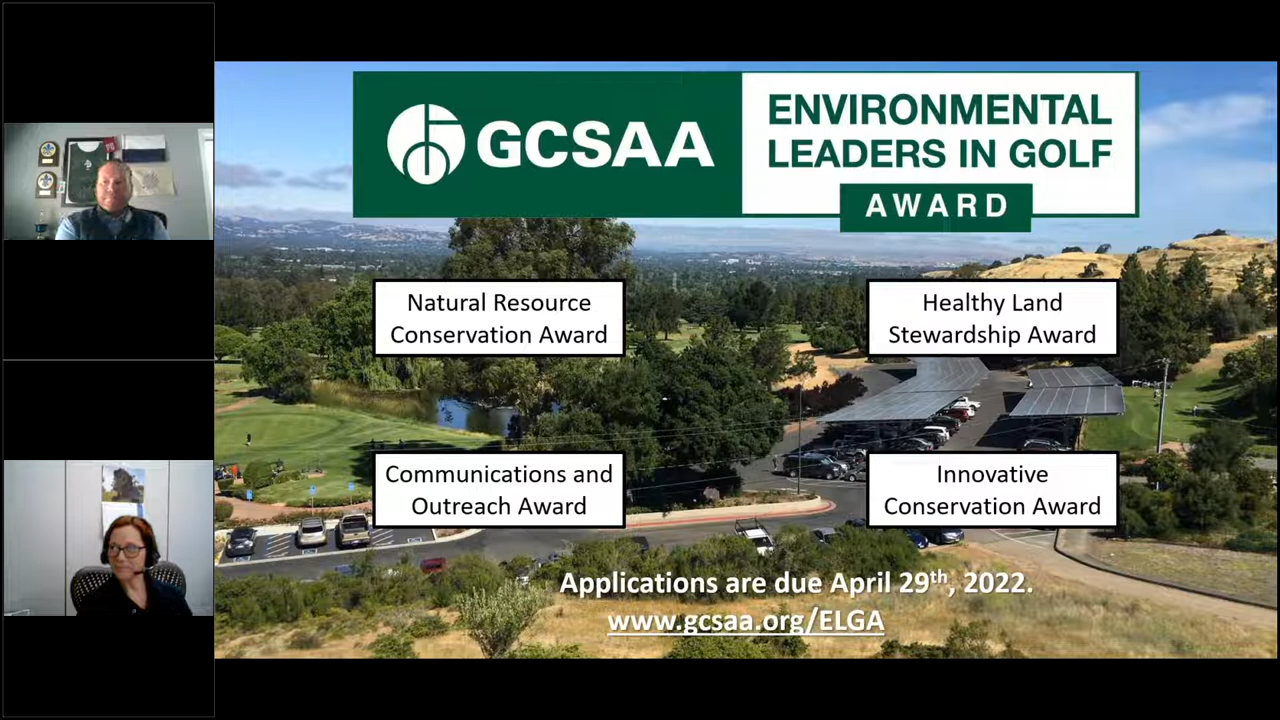 GCSAA
ENVIRONMENTAL
LEADERS IN GOLF
AWARD
Natural Resource
Conservation Award
Healthy Land
Stewardship Award
Communications and
Outreach Award
Innovative
Conservation Award
Applications are due April 29th, 2022.
www.gcsaa.org/ELGA